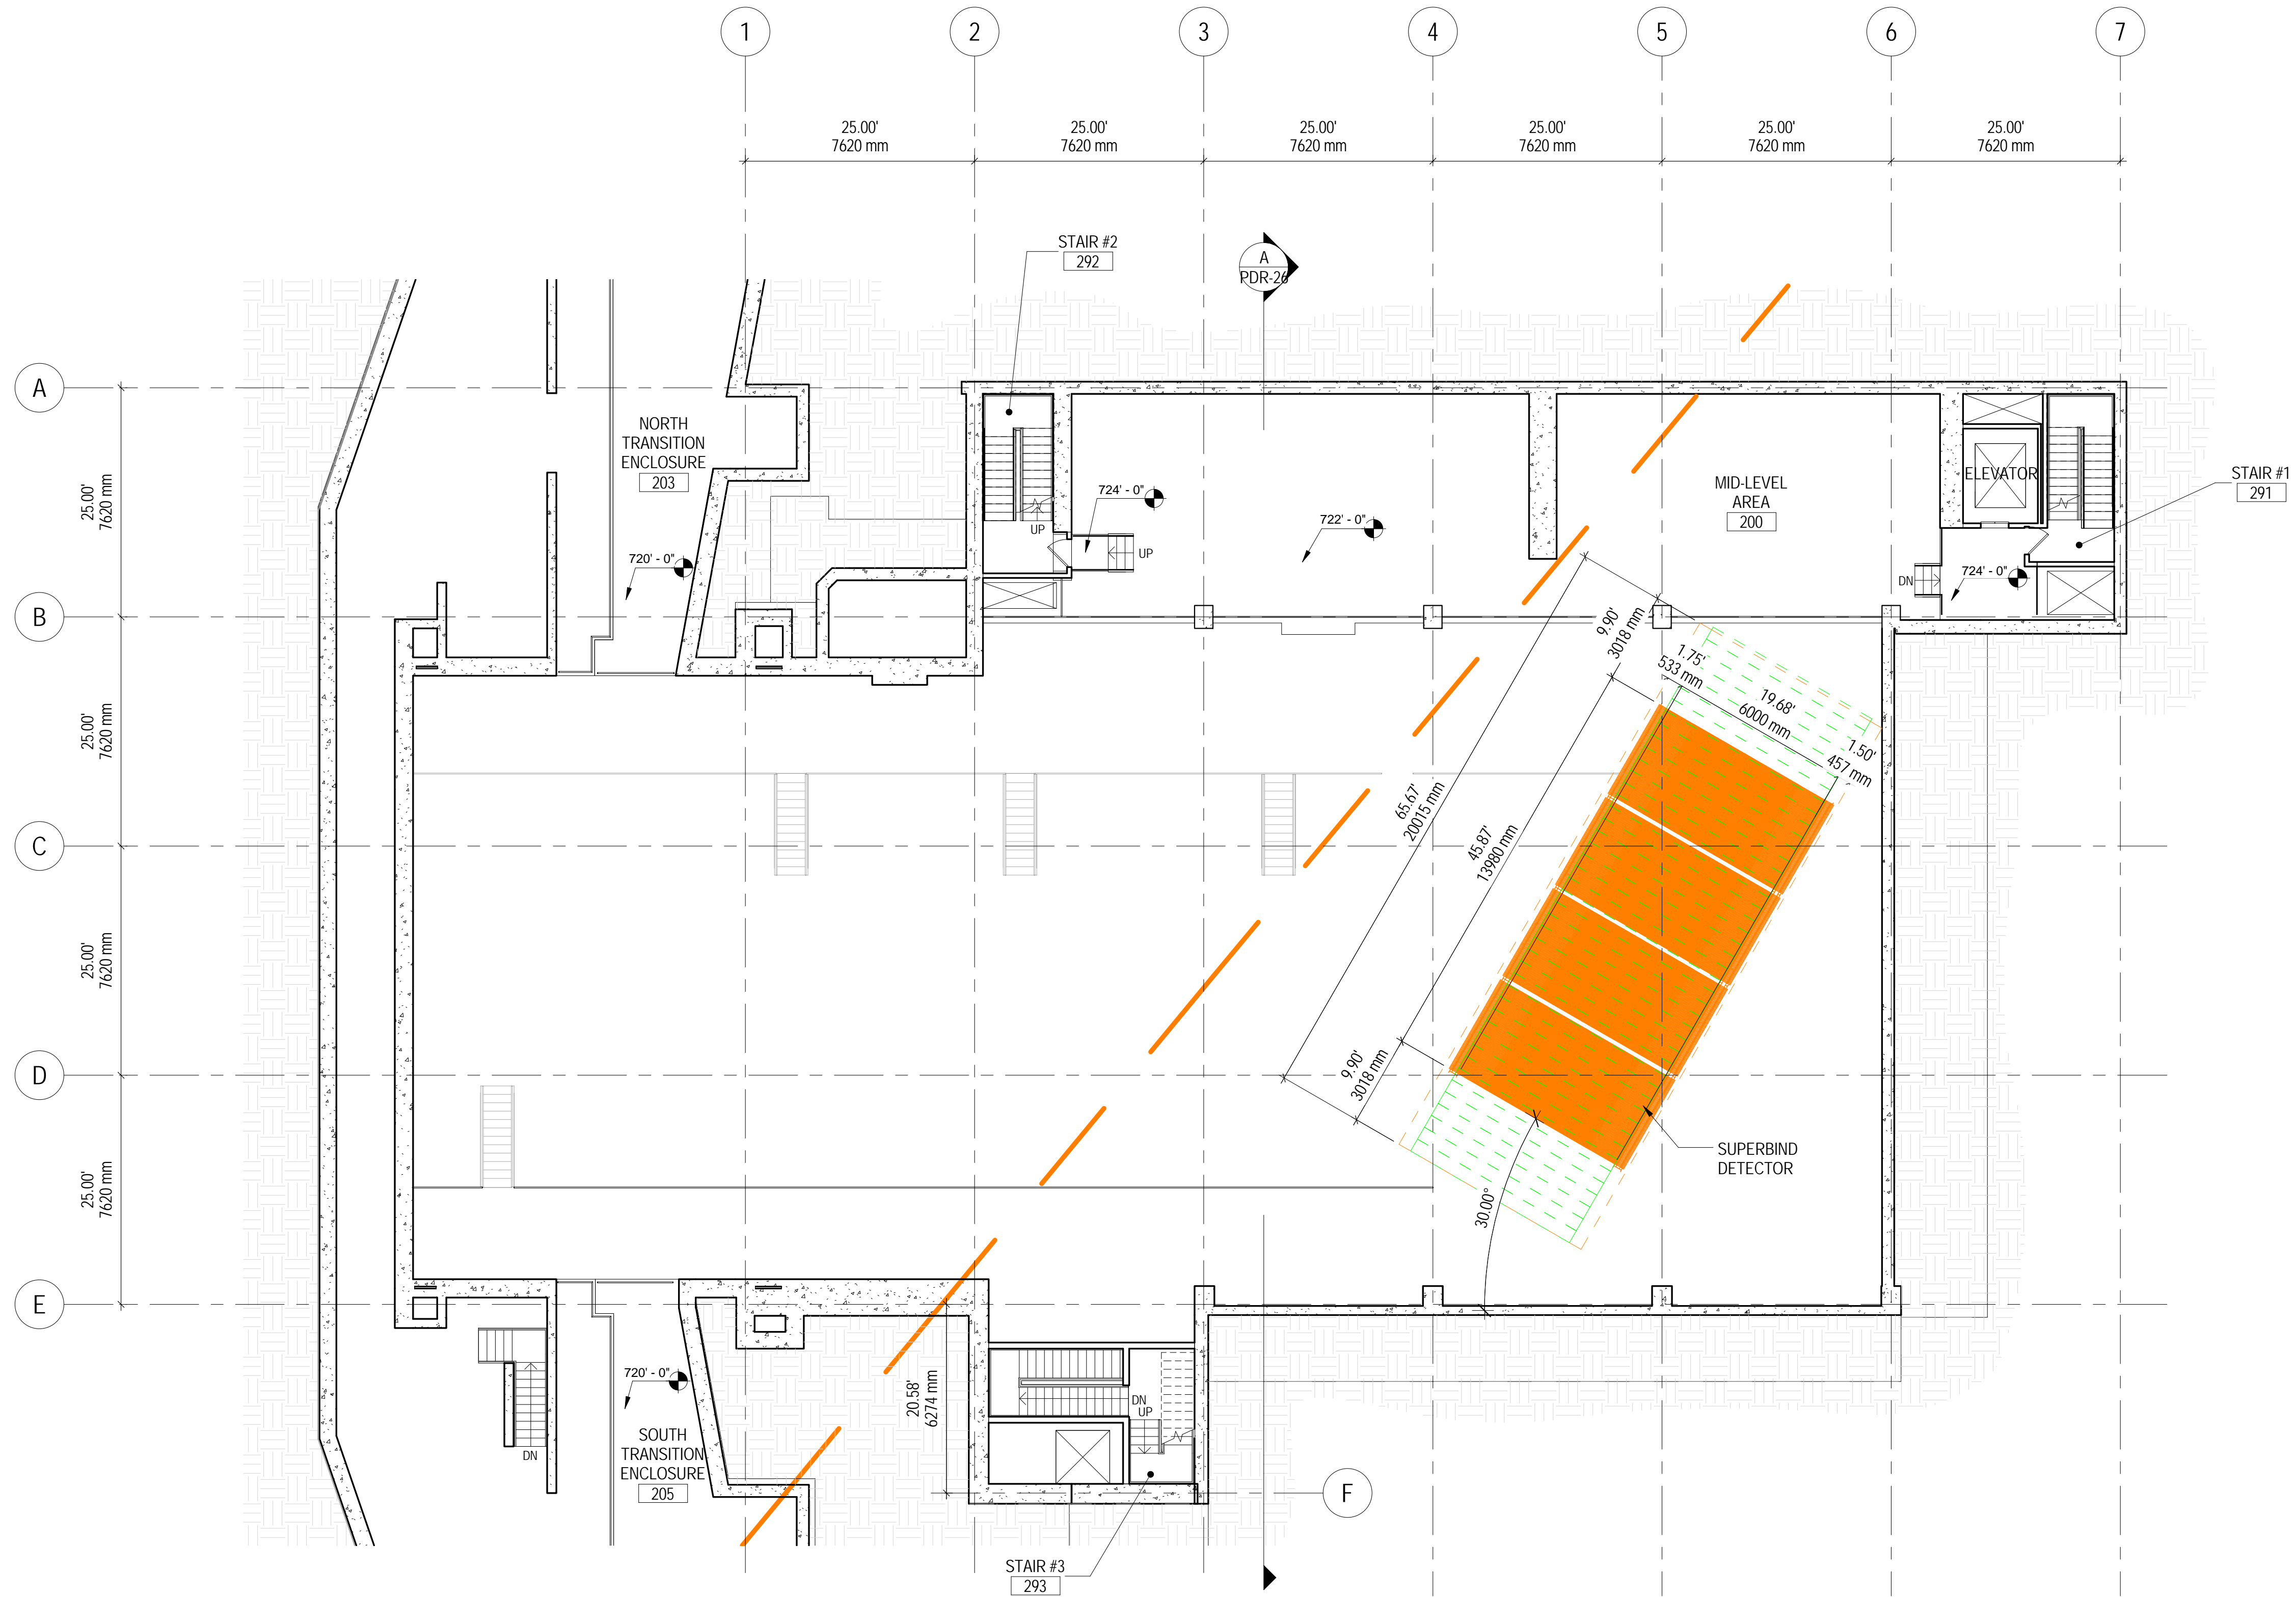 1
2
3
4
5
6
7
25.00'
7620 mm
25.00'
7620 mm
25.00'
7620 mm
25.00'
7620 mm
25.00'
7620 mm
25.00'
7620 mm
STAIR #2
292
A
PDR-26
A
NORTH
TRANSITION
ENCLOSURE
203
25.00'
7620 mm
724' - 0"
722' - 0"
MID-LEVEL
AREA
200
ELEVATOR
STAIR #1
291
UP
UP
720' - 0"
DN
724' - 0"
B
9.90'
3018 mm
1.75'
533 mm
19.68'
6000 mm
1.50'
457 mm
25.00'
7620 mm
65.67'
20015 mm
45.87'
13980 mm
C
25.00'
7620 mm
D
9.90'
3018 mm
SUPERBIND
DETECTOR
30.00°
25.00'
7620 mm
E
720' - 0"
20.58'
6274 mm
DN
UP
SOUTH
TRANSITION
ENCLOSURE
205
DN
F
STAIR #3
293